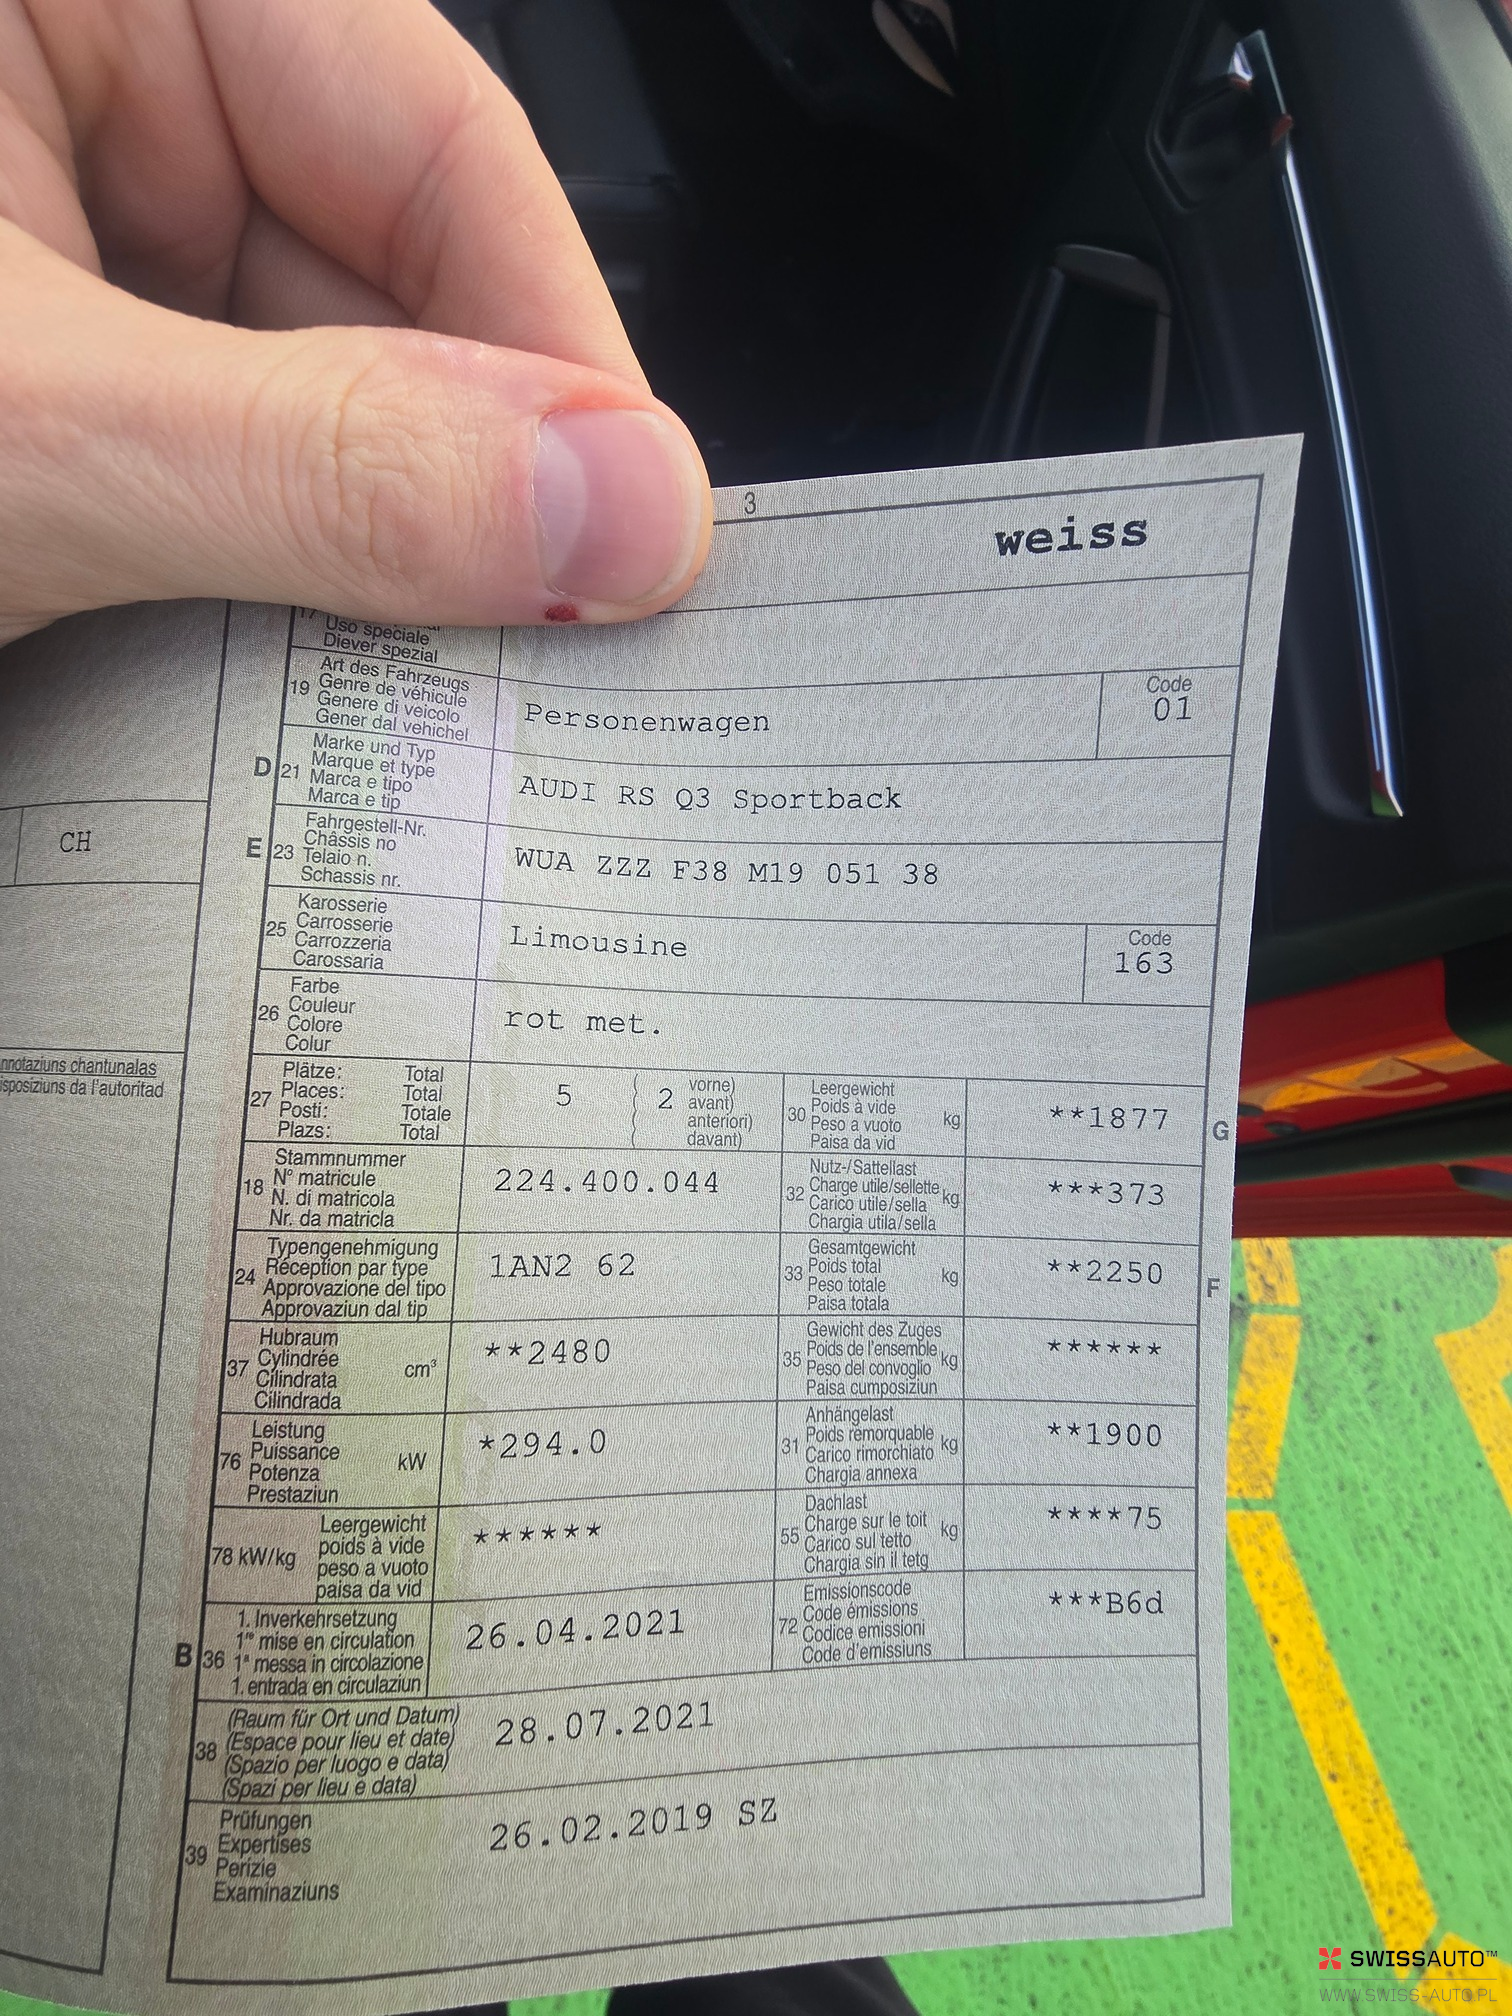 3
weiss
17
Uso speciale
Diever spezial
19
Art des Fahrzeugs
Genre de véhicule
Genere di veicolo
Gener dal vehichel
Personenwagen
Code
01
D 21
Marke und Typ
Marque et type
Marca e tipo
Marca e tip
AUDI RS Q3 Sportback
CH
E 23
Fahrgestell-Nr.
Châssis no
Telaio n.
Schassis nr.
WUA ZZZ F38 M19 051 38
25
Karosserie
Carrosserie
Carrozzeria
Carossaria
Limousine
Code
163
26
Farbe
Couleur
Colore
Colur
rot met.
nnotaziuns chantunalas
isposiziuns da l'autoritad
27
Plätze: Total
Places: Total
Posti: Totale
Plazs: Total
5
( 2 vorne)
( avant)
( anteriori)
( davant)
30
Leergewicht
Poids à vide
Peso a vuoto
Paisa da vid
kg
**1877
G
18
Stammnummer
N° matricule
N. di matricola
Nr. da matricla
224.400.044
32
Nutz-/Sattellast
Charge utile/sellette
Carico utile/sella
Chargia utila/sella
kg
***373
24
Typengenehmigung
Réception par type
Approvazione del tipo
Approvaziun dal tip
1AN2 62
33
Gesamtgewicht
Poids total
Peso totale
Paisa totala
kg
**2250
F
37
Hubraum
Cylindrée
Cilindrata
Cilindrada
cm³
**2480
35
Gewicht des Zuges
Poids de l'ensemble
Peso del convoglio
Paisa cumposiziun
kg
******
76
Leistung
Puissance
Potenza
Prestaziun
kW
*294.0
31
Anhängelast
Poids remorquable
Carico rimorchiato
Chargia annexa
kg
**1900
78 kW/kg
Leergewicht
poids à vide
peso a vuoto
paisa da vid
******
55
Dachlast
Charge sur le toit
Carico sul tetto
Chargia sin il tetg
kg
****75
B 36
1. Inverkehrsetzung
1re mise en circulation
1a messa in circolazione
1. entrada en circulaziun
26.04.2021
72
Emissionscode
Code émissions
Codice emissioni
Code d'emissiuns
***B6d
38
(Raum für Ort und Datum)
(Espace pour lieu et date)
(Spazio per luogo e data)
(Spazi per lieu e data)
28.07.2021
39
Prüfungen
Expertises
Perizie
Examinaziuns
26.02.2019 SZ
SWISSAUTO™
WWW.SWISS-AUTO.PL